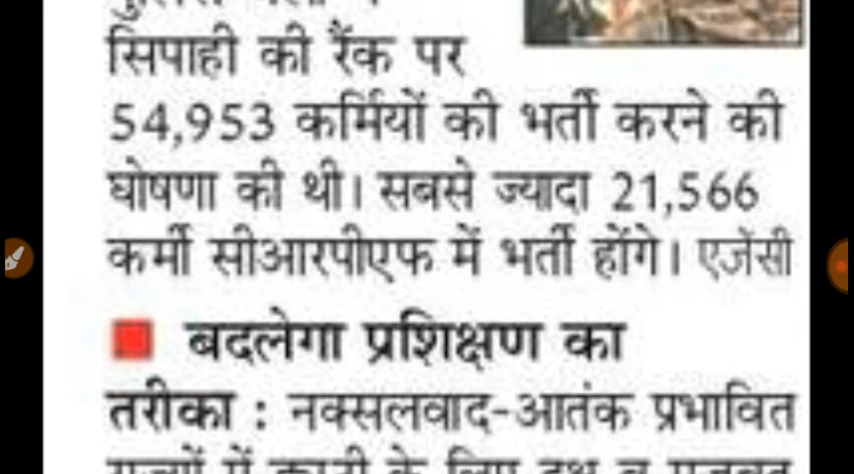 सिपाही की रैंक पर
54,953 कर्मियों की भर्ती करने की
घोषणा की थी। सबसे ज्यादा 21,566
कर्मी सीआरपीएफ में भर्ती होंगे। एजेंसी
बदलेगा प्रशिक्षण का
तरीका : नक्सलवाद-आतंक प्रभावित
में के लिए व